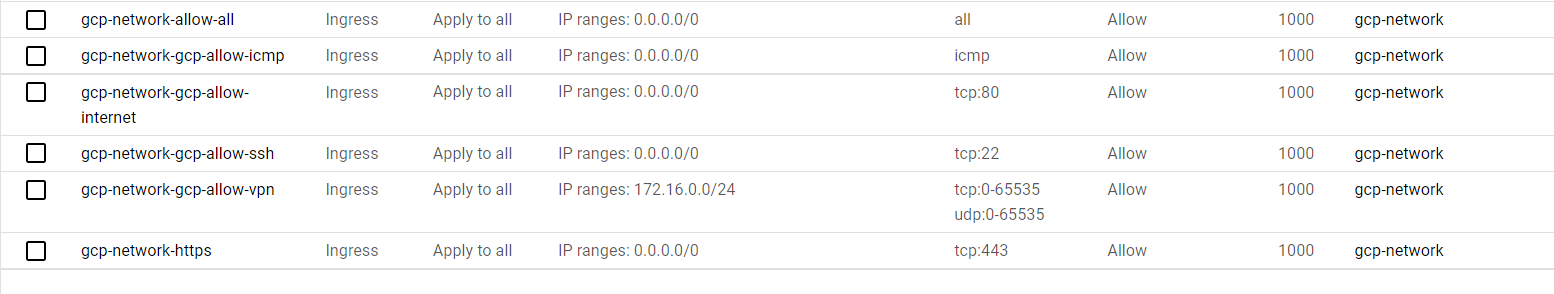 gcp-network-allow-all Ingress Apply to all IP ranges: 0.0.0.0/0 all Allow 1000 gcp-network
gcp-network-gcp-allow-icmp Ingress Apply to all IP ranges: 0.0.0.0/0 icmp Allow 1000 gcp-network
gcp-network-gcp-allow- Ingress Apply to all IP ranges: 0.0.0.0/0 tcp:80 Allow 1000 gcp-network
internet
gcp-network-gcp-allow-ssh Ingress Apply to all IP ranges: 0.0.0.0/0 tcp:22 Allow 1000 gcp-network
gcp-network-gcp-allow-vpn Ingress Apply to all IP ranges: 172.16.0.0/24 tcp:0-65535 Allow 1000 gcp-network
udp:0-65535
gcp-network-https Ingress Apply to all IP ranges: 0.0.0.0/0 tcp:443 Allow 1000 gcp-network